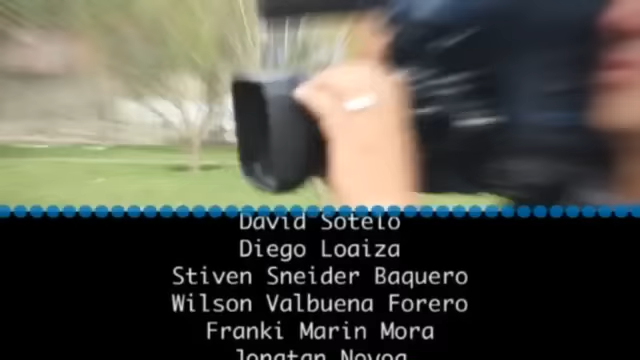 David Sotelo
Diego Loaiza
Stiven Sneider Baquero
Wilson Valbuena Forero
Franki Marin Mora
Jonatan Novoa